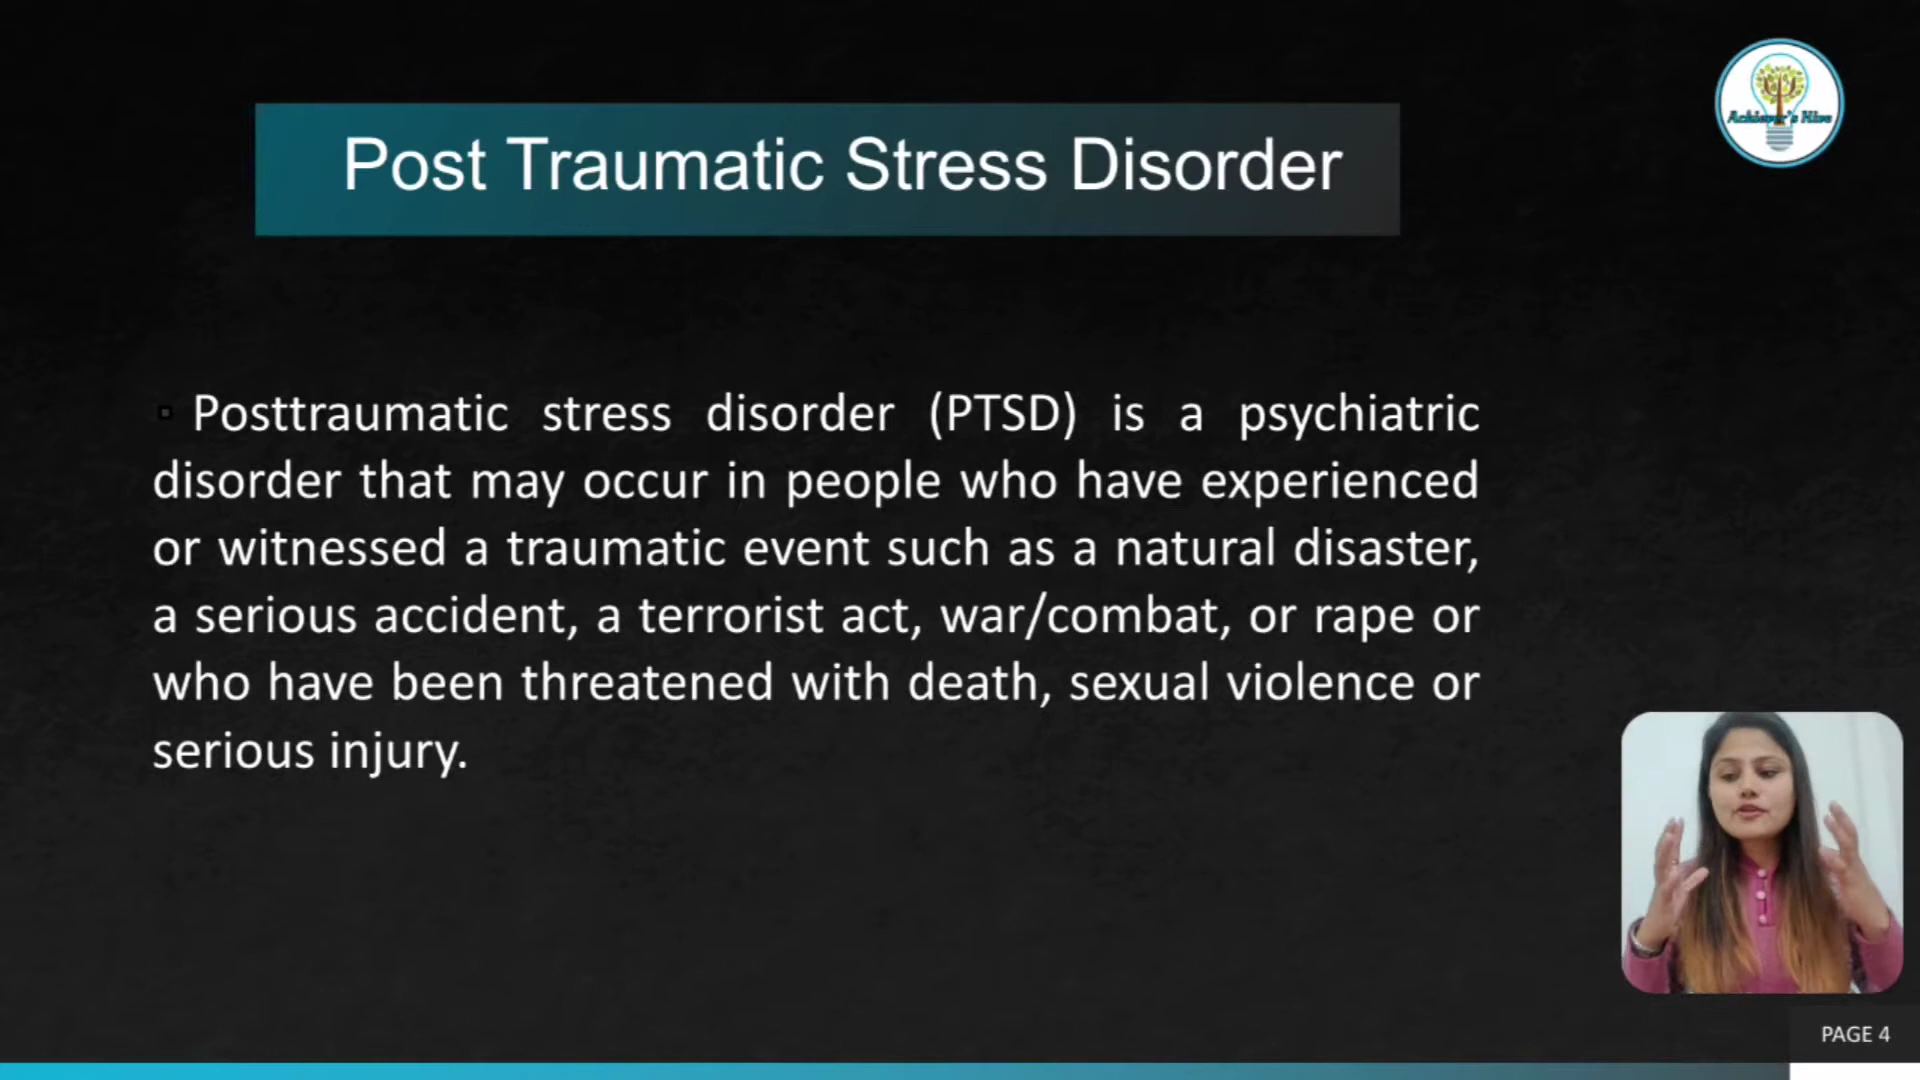 Achiever's Hive
Post Traumatic Stress Disorder
Posttraumatic stress disorder (PTSD) is a psychiatric
disorder that may occur in people who have experienced
or witnessed a traumatic event such as a natural disaster,
a serious accident, a terrorist act, war/combat, or rape or
who have been threatened with death, sexual violence or
serious injury.
PAGE 4